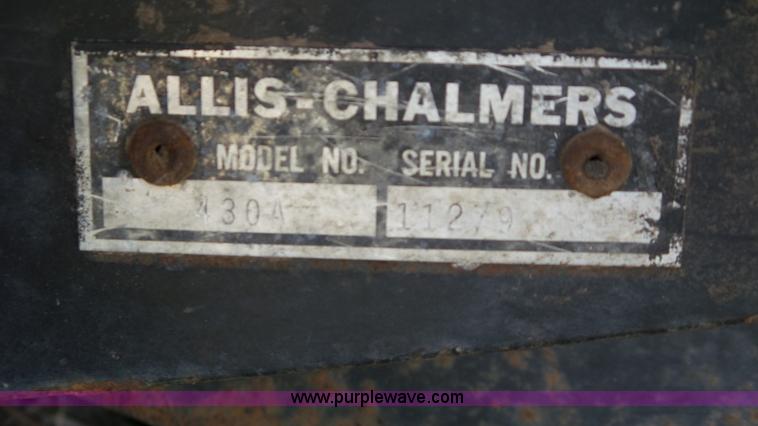 ALLIS-CHALMERS
MODEL NO. SERIAL NO.
430A 11279
www.purplewave.com